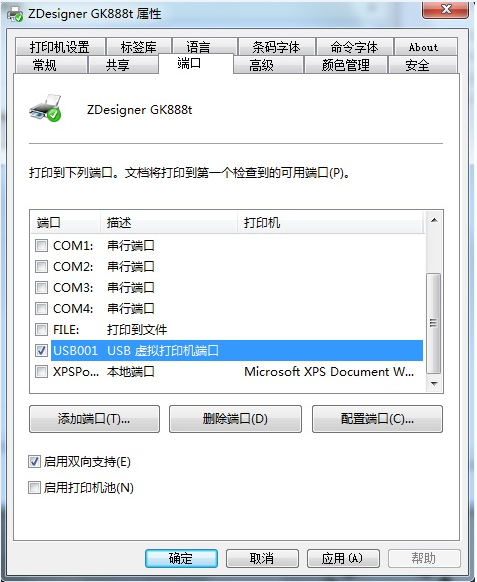 ZDesigner GK888t 属性
打印机设置 标签库 语言 条码字体 命令字体 About
常规 共享 端口 高级 颜色管理 安全
ZDesigner GK888t
打印到下列端口。文档将打印到第一个检查到的可用端口(P)。
端口 描述 打印机
COM1: 串行端口
COM2: 串行端口
COM3: 串行端口
COM4: 串行端口
FILE: 打印到文件
USB001 USB 虚拟打印机端口
XPSPo... 本地端口 Microsoft XPS Document W...
添加端口(T)... 删除端口(D) 配置端口(C)...
启用双向支持(E)
启用打印机池(N)
确定 取消 应用(A) 帮助